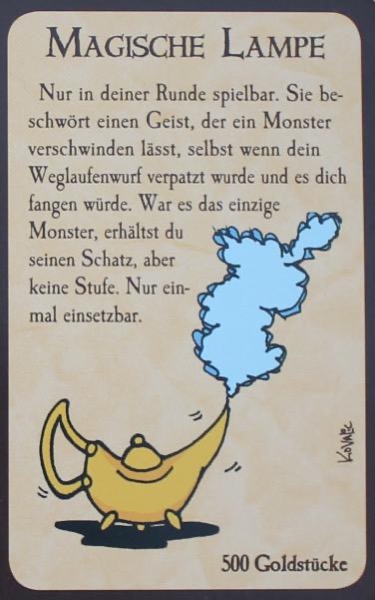 Magische Lampe
Nur in deiner Runde spielbar. Sie be-
schwört einen Geist, der ein Monster
verschwinden lässt, selbst wenn dein
Weglaufenwurf verpatzt wurde und es dich
fangen würde. War es das einzige
Monster, erhältst du
seinen Schatz, aber
keine Stufe. Nur ein-
mal einsetzbar.
Kovalic
500 Goldstücke